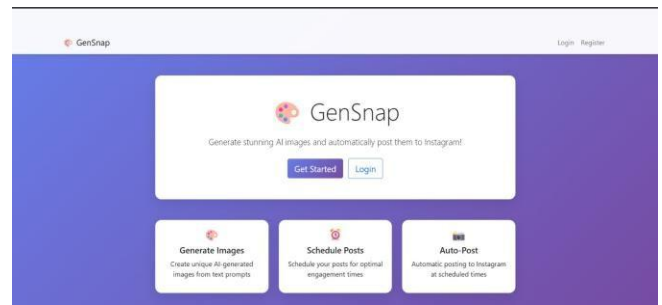 GenSnap
Login Register
GenSnap
Generate stunning AI images and automatically post them to Instagram!
Get Started Login
Generate Images
Create unique AI-generated
images from text prompts
Schedule Posts
Schedule your posts for optimal
engagement times
Auto-Post
Automatic posting to Instagram
at scheduled times